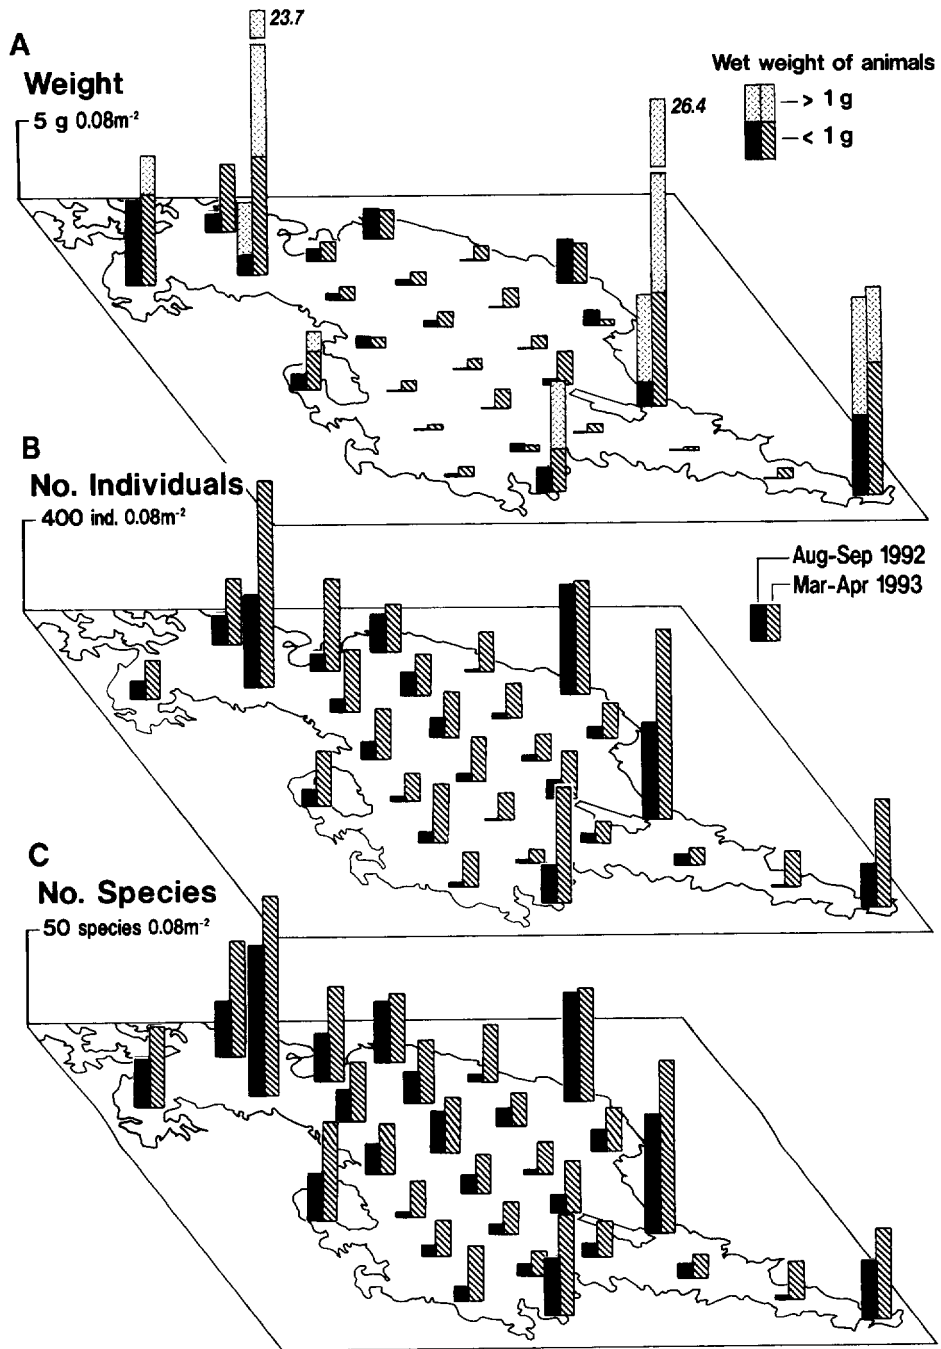 23.7
A
Weight
5 g 0.08m⁻²
Wet weight of animals
> 1 g
< 1 g
26.4
B
No. Individuals
400 ind. 0.08m⁻²
Aug-Sep 1992
Mar-Apr 1993
C
No. Species
50 species 0.08m⁻²